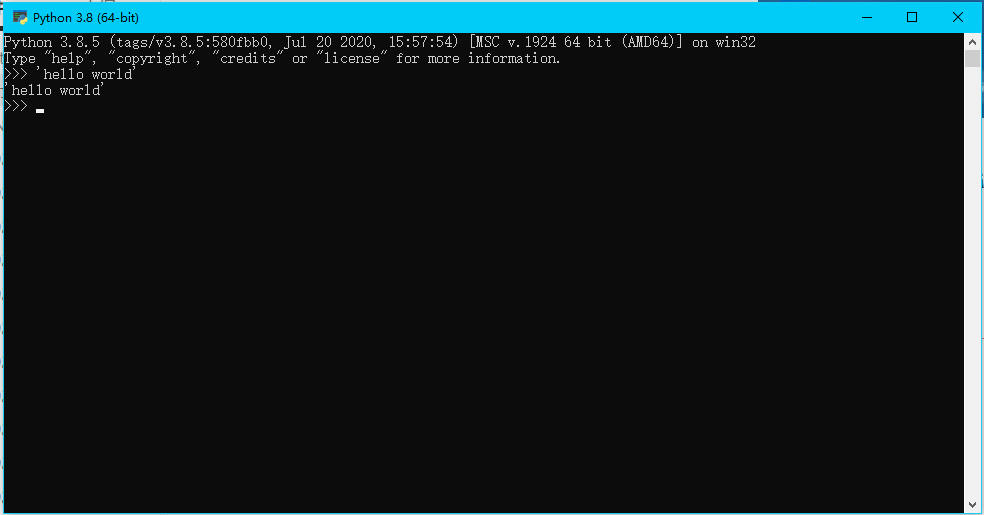 Python 3.8 (64-bit)
Python 3.8.5 (tags/v3.8.5:580fbb0, Jul 20 2020, 15:57:54) [MSC v.1924 64 bit (AMD64)] on win32
Type "help", "copyright", "credits" or "license" for more information.
>>> 'hello world'
'hello world'
>>>